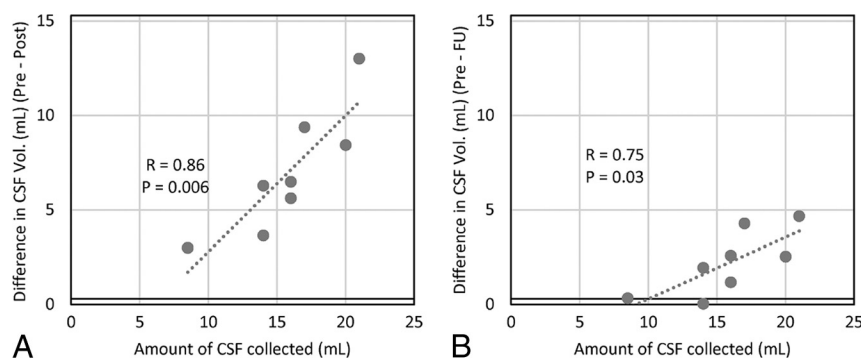 Difference in CSF Vol. (mL) (Pre - Post)
15
10
5
0
R = 0.86
P = 0.006
0 5 10 15 20 25
A Amount of CSF collected (mL)
Difference in CSF Vol. (mL) (Pre - FU)
15
10
5
0
R = 0.75
P = 0.03
0 5 10 15 20 25
B Amount of CSF collected (mL)